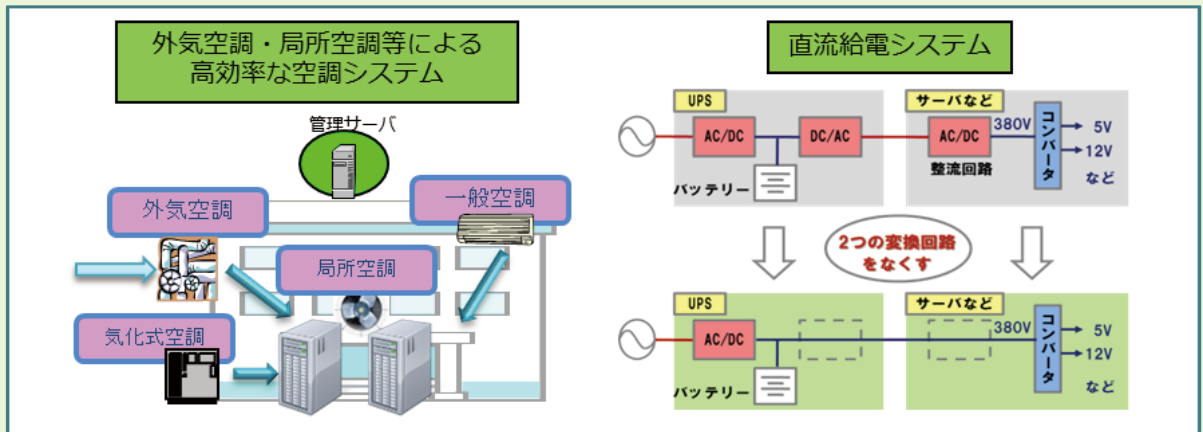 外気空調・局所空調等による
高効率な空調システム
管理サーバ
外気空調
一般空調
局所空調
気化式空調
直流給電システム
UPS
サーバなど
AC/DC
DC/AC
AC/DC
380V
コンバータ
5V
12V
など
整流回路
バッテリー
2つの変換回路
をなくす
UPS
サーバなど
AC/DC
380V
コンバータ
5V
12V
など
バッテリー